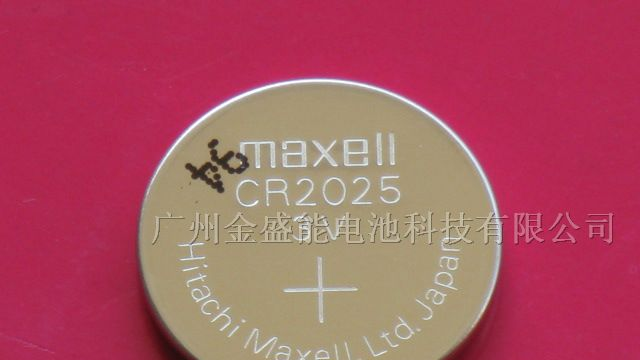 maxell
CR2025
广州金盛能电池科技有限公司
3V
+
Hitachi Maxell, Ltd. Japan